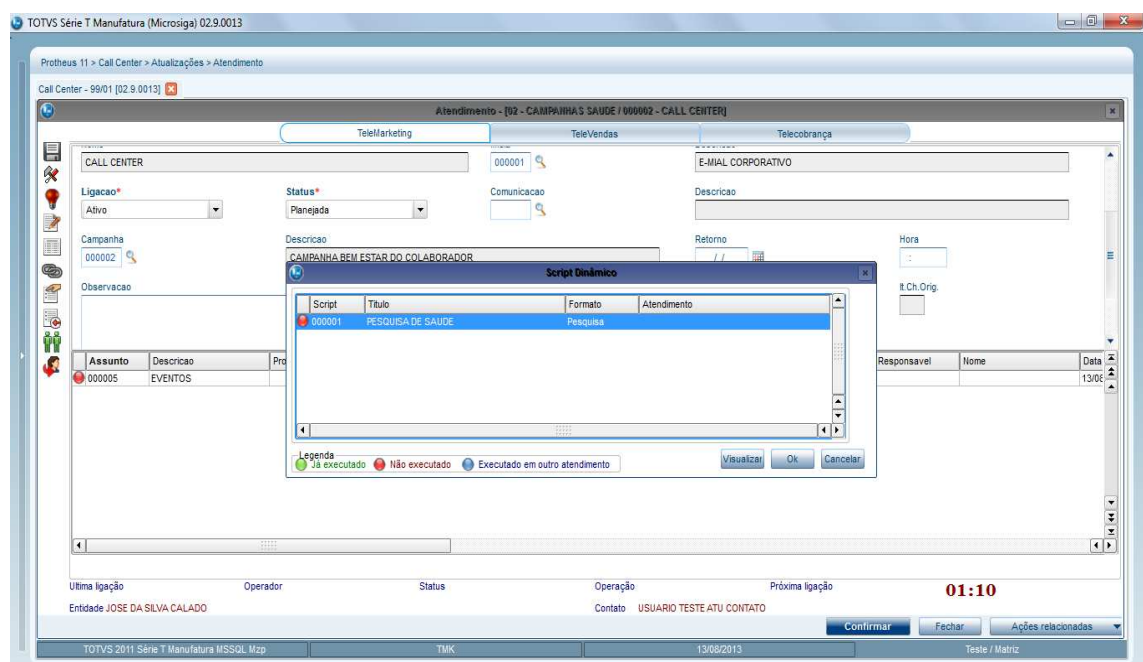 TOTVS Série T Manufatura (Microsiga) 02.9.0013
Protheus 11 > Call Center > Atualizações > Atendimento
Call Center - 99/01 [02.9.0013]
Atendimento - [02 - CAMPANHAS SAUDE / 000002 - CALL CENTER]
TeleMarketing TeleVendas Telecobrança
CALL CENTER 000001 E-MIAL CORPORATIVO
Ligacao* Status* Comunicacao Descricao
Ativo Planejada
Campanha Descricao Retorno Hora
000002 CAMPANHA BEM ESTAR DO COLABORADOR / / :
Observacao It.Ch.Orig.
Script Dinâmico
Script Titulo Formato Atendimento
000001 PESQUISA DE SAUDE Pesquisa
Legenda
Já executado Não executado Executado em outro atendimento
Visualizar Ok Cancelar
Assunto Descricao Pro Responsavel Nome Data
000005 EVENTOS 13/08
Ultima ligação Operador Status Operação Próxima ligação 01:10
Entidade JOSE DA SILVA CALADO Contato USUARIO TESTE ATU CONTATO
Confirmar Fechar Ações relacionadas
TOTVS 2011 Série T Manufatura MSSQL Mzp TMK 13/08/2013 Teste / Matriz